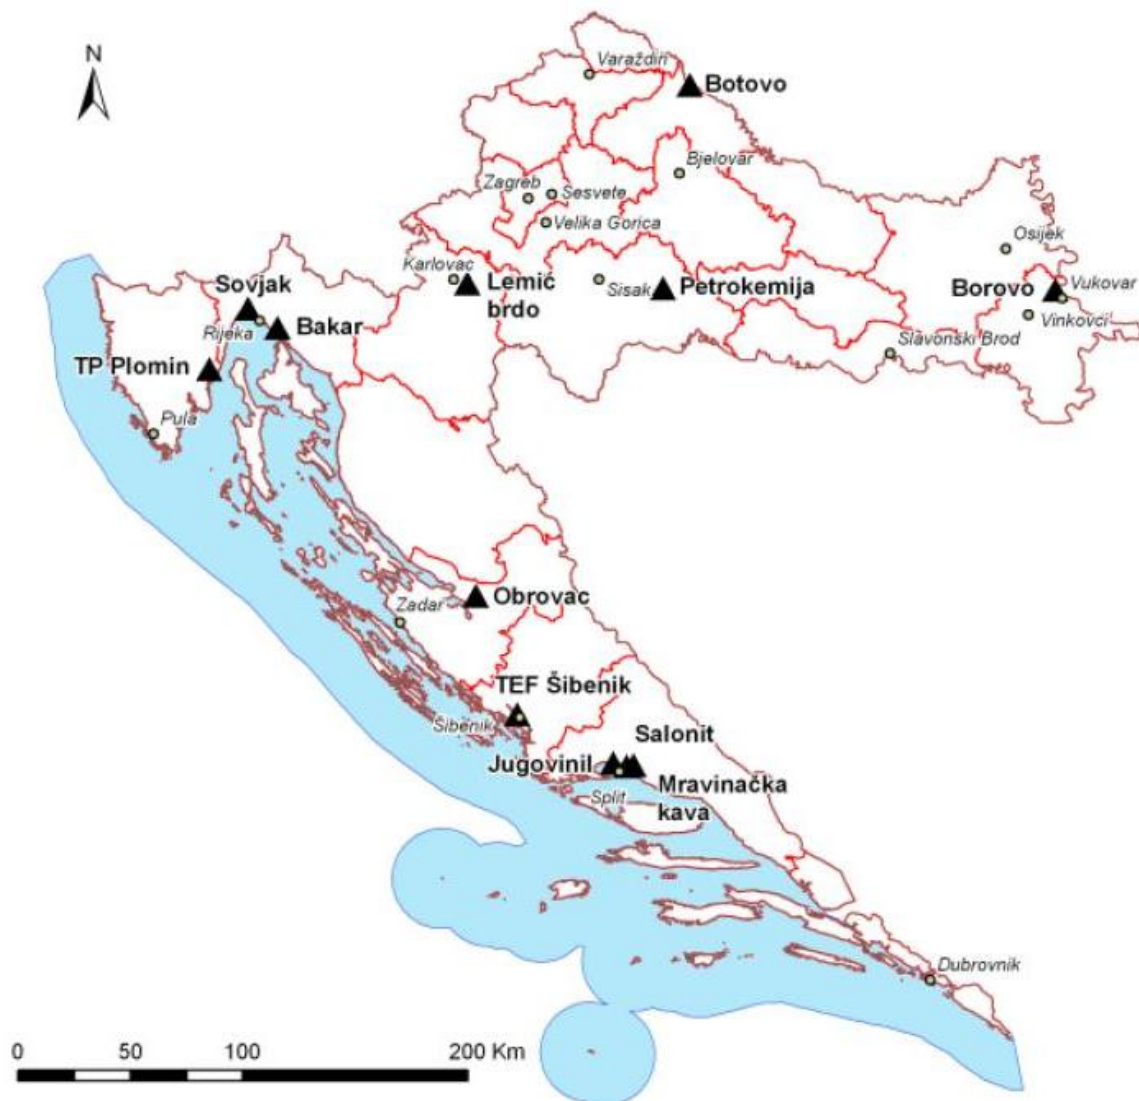 N
Varaždin
Botovo
Bjelovar
Zagreb
Sesvete
Velika Gorica
Osijek
Karlovac
Lemić
brdo
Sisak
Petrokemija
Borovo
Vukovar
Vinkovci
Sovjak
Rijeka
Bakar
Slavonski Brod
TP Plomin
Pula
Obrovac
Zadar
TEF Šibenik
Šibenik
Salonit
Jugovinil
Mravinačka
kava
Split
Dubrovnik
0 50 100 200 Km